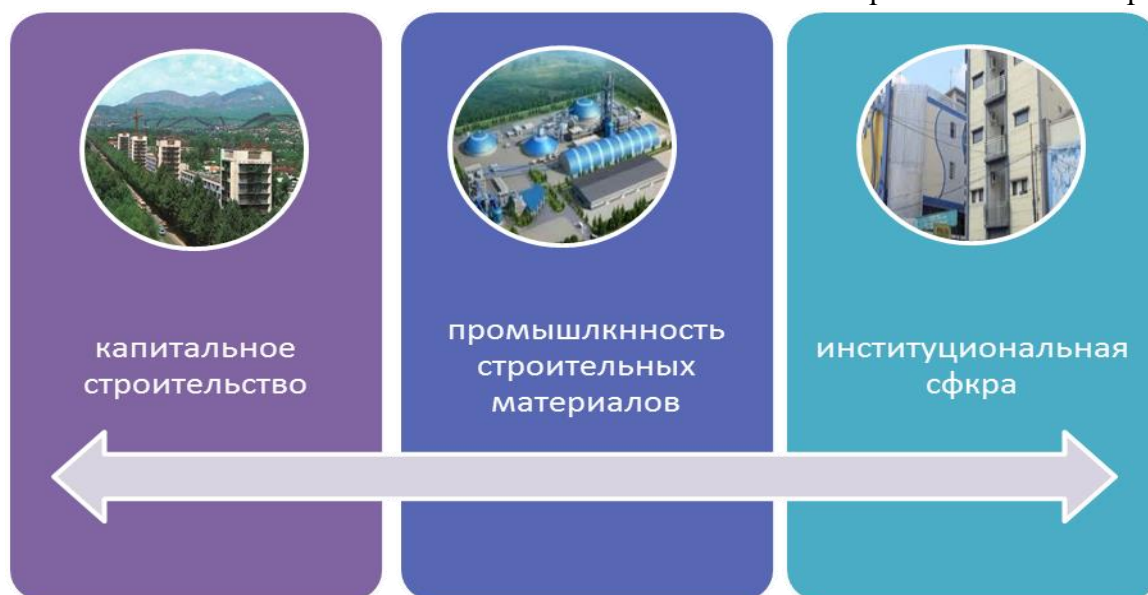 капитальное
строительство
промышлкнность
строительных
материалов
институциональная
сфкра